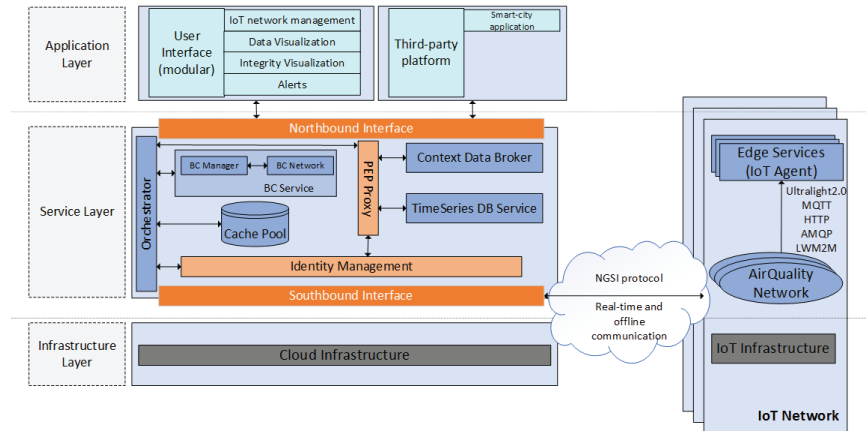 Application
Layer
User
Interface
(modular)
IoT network management
Data Visualization
Integrity Visualization
Alerts
Third-party
platform
Smart-city
application
Service Layer
Northbound Interface
Orchestrator
BC Manager
BC Network
BC Service
Cache Pool
PEP Proxy
Context Data Broker
TimeSeries DB Service
Identity Management
Southbound Interface
NGSI protocol
Real-time and
offline
communication
Edge Services
(IoT Agent)
Ultralight2.0
MQTT
HTTP
AMQP
LWM2M
AirQuality
Network
Infrastructure
Layer
Cloud Infrastructure
IoT Infrastructure
IoT Network